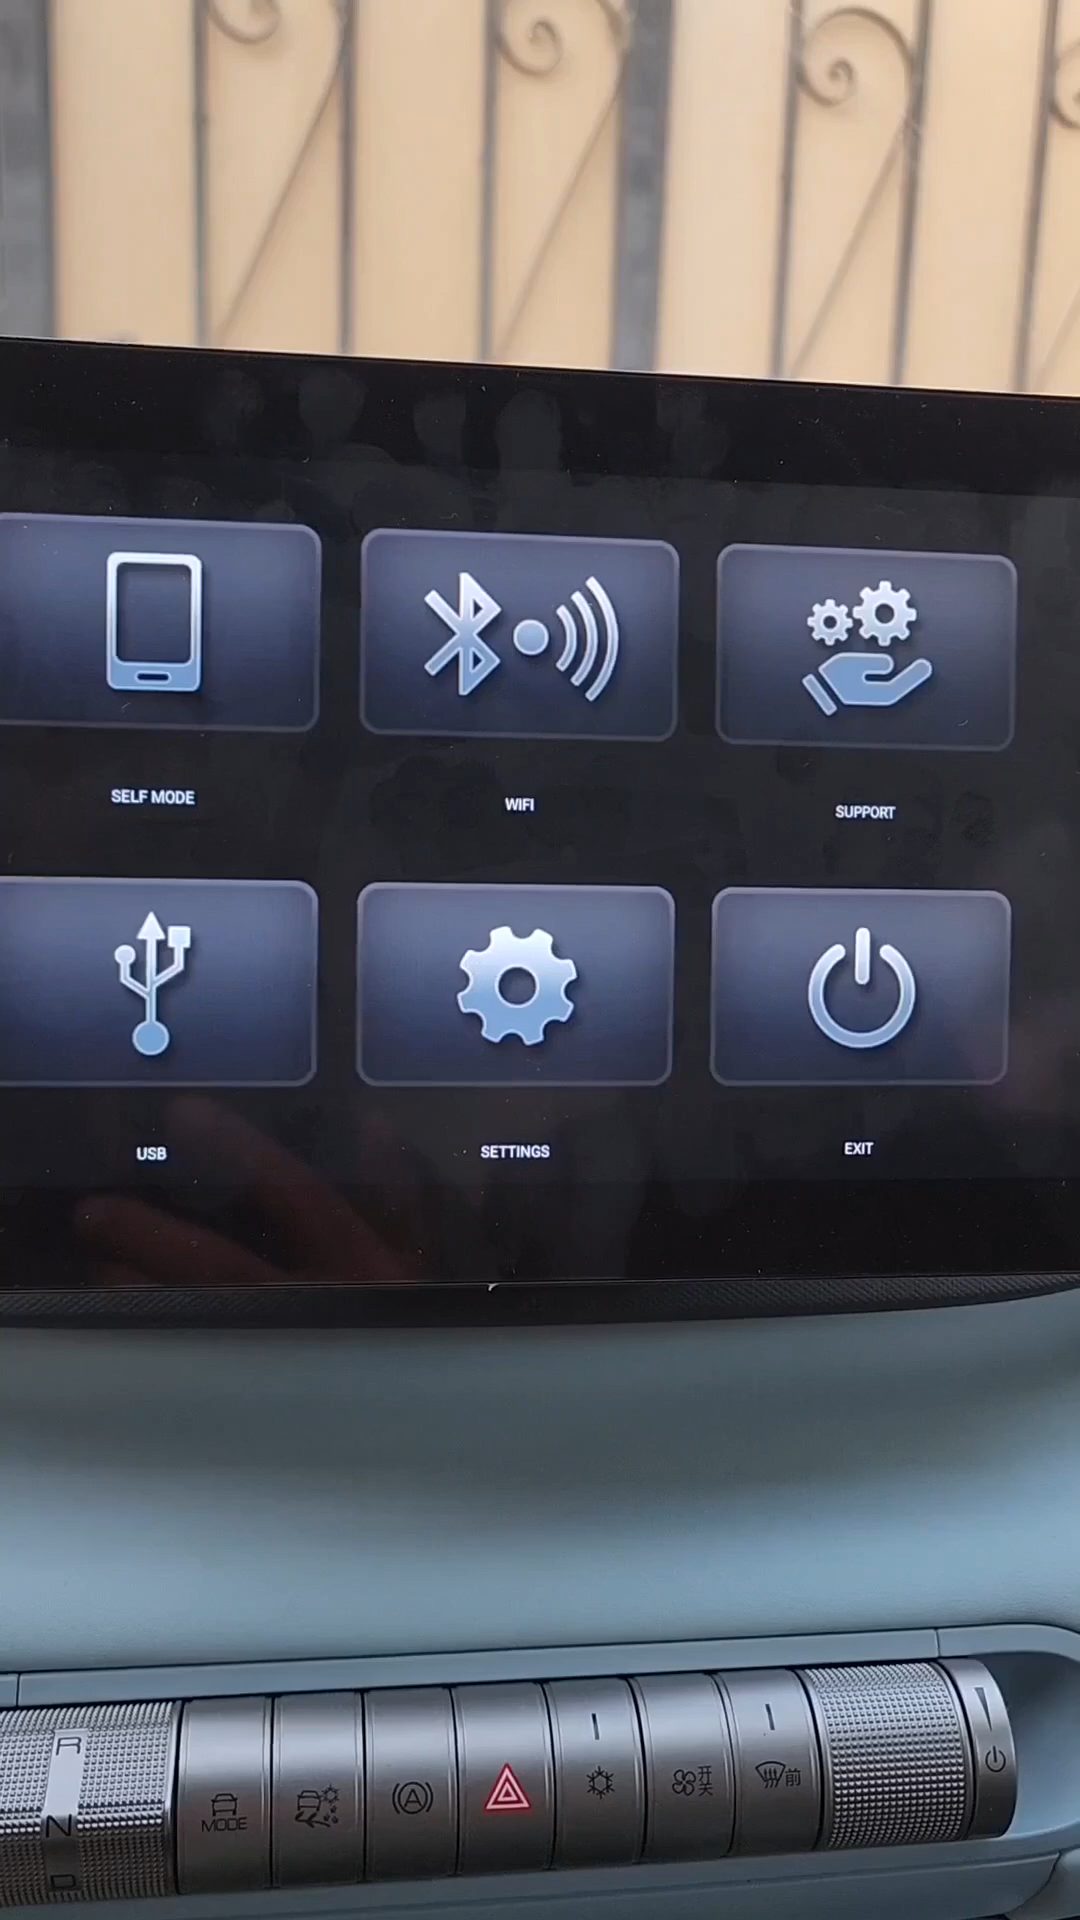 SELF MODE
WIFI
SUPPORT
USB
SETTINGS
EXIT
R
N
D
MODE
A
开
关
前